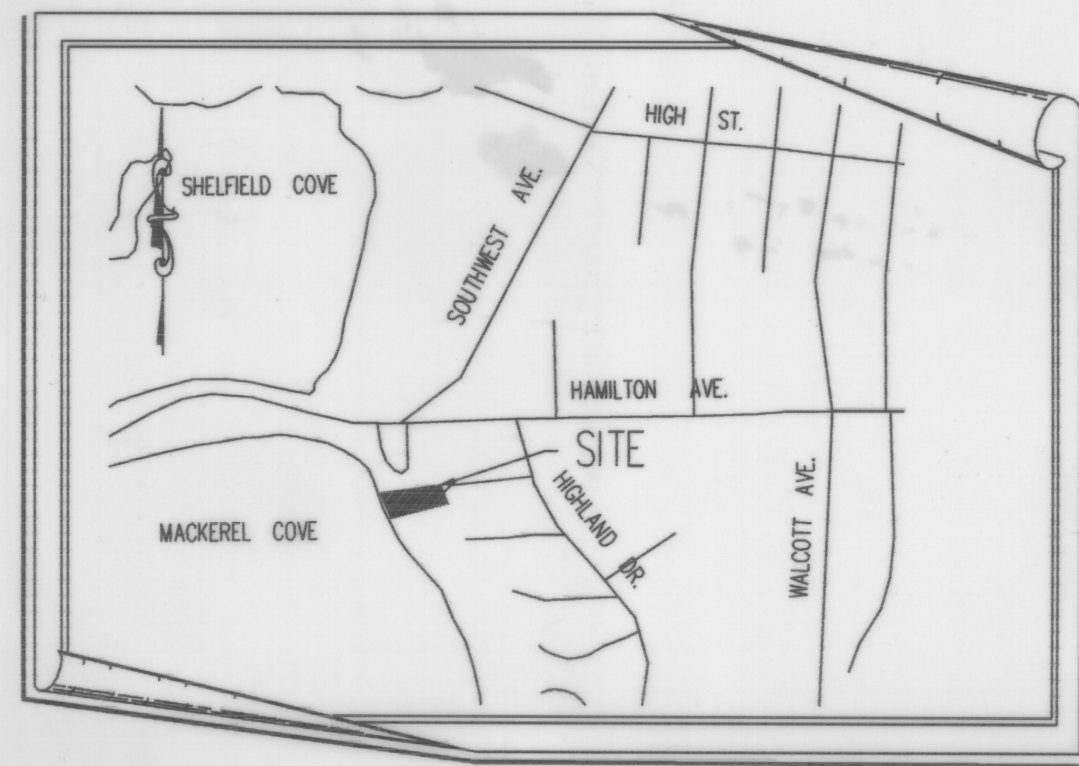 HIGH ST.
SHELFIELD COVE
SOUTHWEST AVE.
HAMILTON AVE.
SITE
HIGHLAND DR.
MACKEREL COVE
WALCOTT AVE.